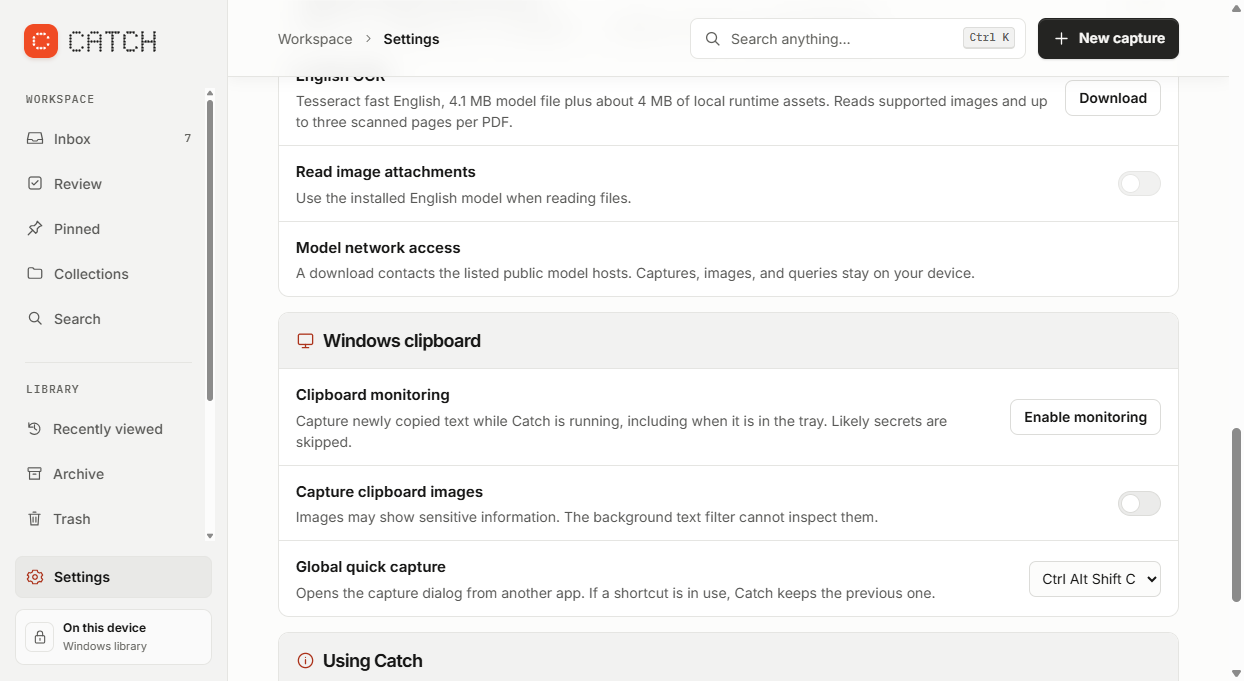 CATCH
Workspace > Settings
Search anything...
Ctrl K
New capture
WORKSPACE
Inbox
7
Review
Pinned
Collections
Search
LIBRARY
Recently viewed
Archive
Trash
Settings
On this device
Windows library
English OCR
Tesseract fast English, 4.1 MB model file plus about 4 MB of local runtime assets. Reads supported images and up
to three scanned pages per PDF.
Download
Read image attachments
Use the installed English model when reading files.
Model network access
A download contacts the listed public model hosts. Captures, images, and queries stay on your device.
Windows clipboard
Clipboard monitoring
Capture newly copied text while Catch is running, including when it is in the tray. Likely secrets are
skipped.
Enable monitoring
Capture clipboard images
Images may show sensitive information. The background text filter cannot inspect them.
Global quick capture
Opens the capture dialog from another app. If a shortcut is in use, Catch keeps the previous one.
Ctrl Alt Shift C
Using Catch